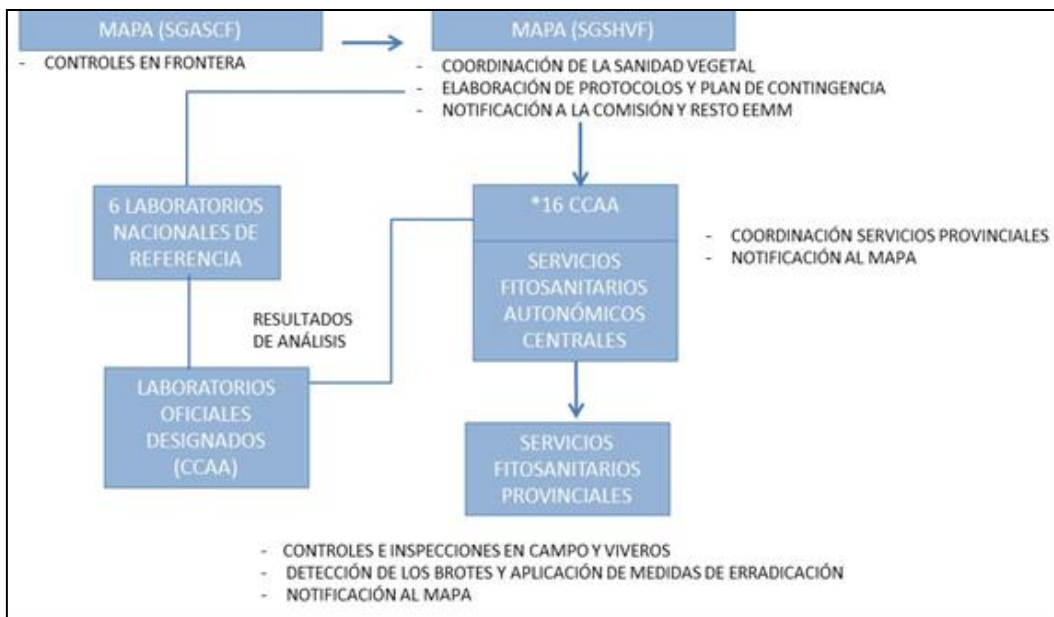 MAPA (SGASCF)
- CONTROLES EN FRONTERA
MAPA (SGSHVF)
- COORDINACIÓN DE LA SANIDAD VEGETAL
- ELABORACIÓN DE PROTOCOLOS Y PLAN DE CONTINGENCIA
- NOTIFICACIÓN A LA COMISIÓN Y RESTO EEMM
6 LABORATORIOS
NACIONALES DE
REFERENCIA
*16 CCAA
SERVICIOS
FITOSANITARIOS
AUTONÓMICOS
CENTRALES
- COORDINACIÓN SERVICIOS PROVINCIALES
- NOTIFICACIÓN AL MAPA
RESULTADOS
DE ANÁLISIS
LABORATORIOS
OFICIALES
DESIGNADOS
(CCAA)
SERVICIOS
FITOSANITARIOS
PROVINCIALES
- CONTROLES E INSPECCIONES EN CAMPO Y VIVEROS
- DETECCIÓN DE LOS BROTES Y APLICACIÓN DE MEDIDAS DE ERRADICACIÓN
- NOTIFICACIÓN AL MAPA